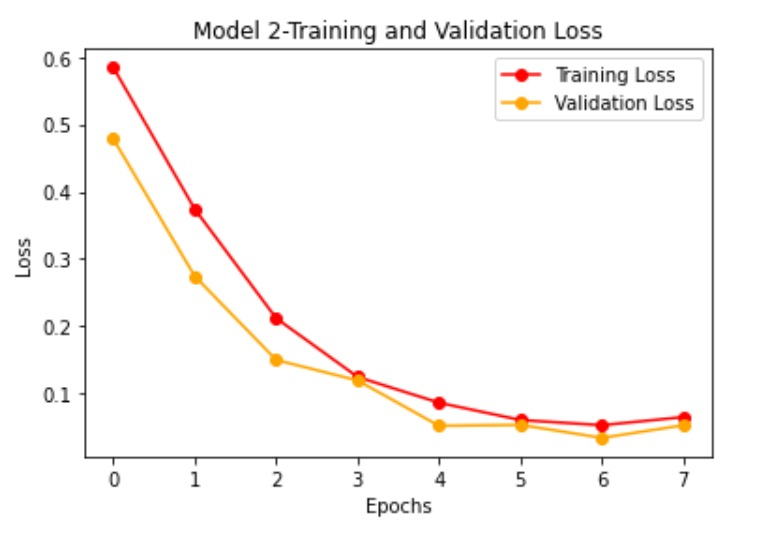 Model 2-Training and Validation Loss
Training Loss
Validation Loss
0.6
0.5
0.4
0.3
0.2
0.1
Loss
0 1 2 3 4 5 6 7
Epochs